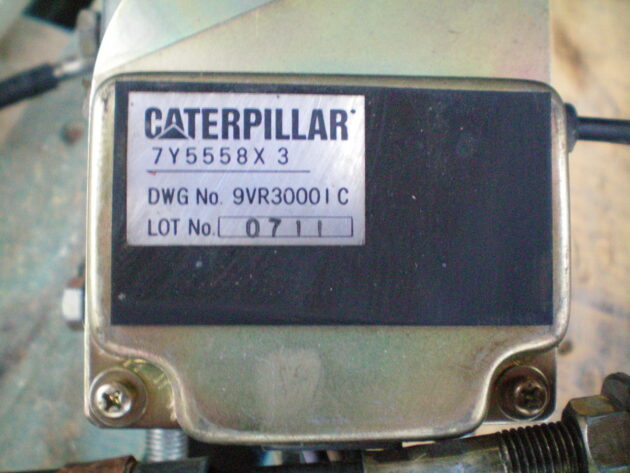 CATERPILLAR
7Y5558X 3
DWG No. 9VR30001C
LOT No. 0711